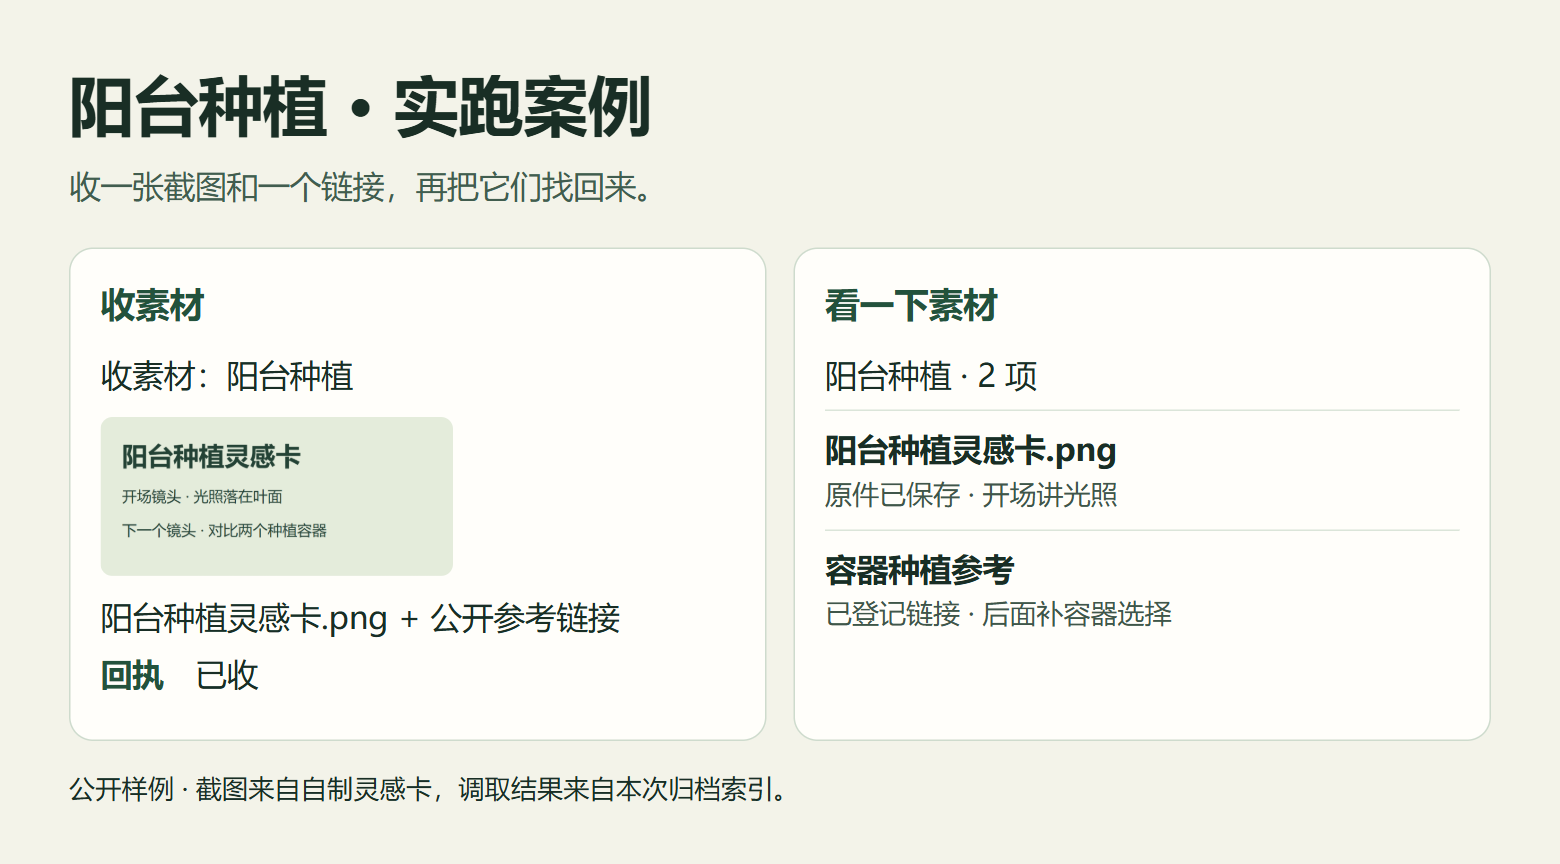 阳台种植 · 实跑案例
收一张截图和一个链接，再把它们找回来。
收素材
收素材：阳台种植
阳台种植灵感卡
开场镜头 · 光照落在叶面
下一个镜头 · 对比两个种植容器
阳台种植灵感卡.png + 公开参考链接
回执 已收
看一下素材
阳台种植 · 2 项
阳台种植灵感卡.png
原件已保存 · 开场讲光照
容器种植参考
已登记链接 · 后面补容器选择
公开样例 · 截图来自自制灵感卡，调取结果来自本次归档索引。